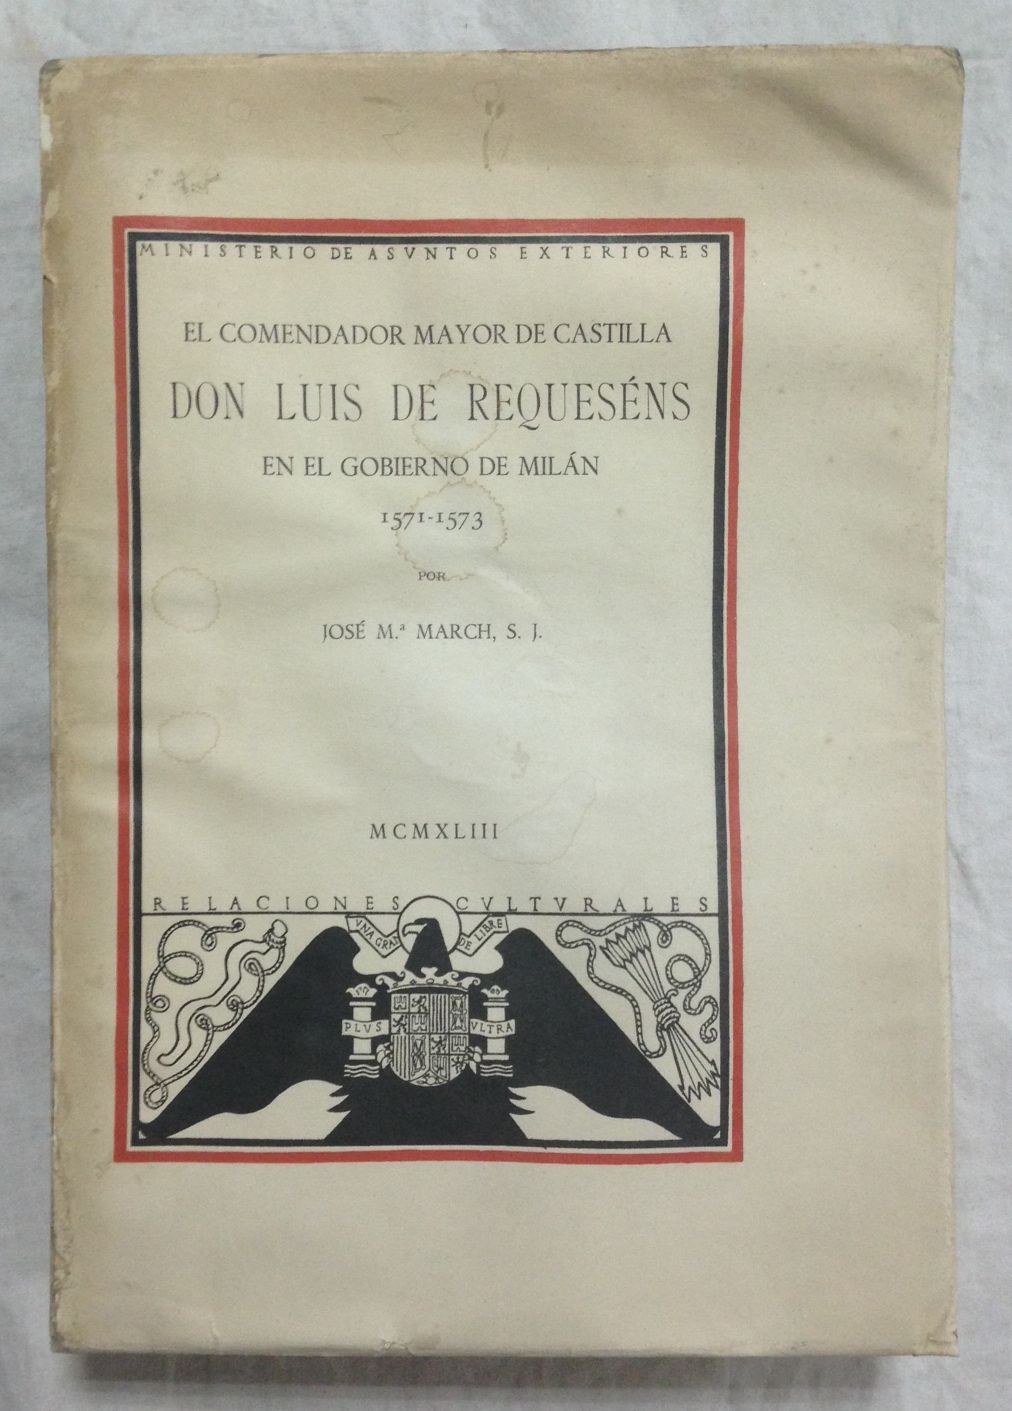 MINISTERIO DE ASVNTOS EXTERIORES
EL COMENDADOR MAYOR DE CASTILLA
DON LUIS DE REQUESÉNS
EN EL GOBIERNO DE MILÁN
1571-1573
POR
JOSÉ M.ª MARCH, S. J.
MCMXLIII
RELACIONES CVLTVRALES
VNA GRANDE LIBRE
PLVS VLTRA